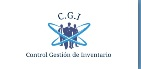 C.G.I
Control Gestión de Inventario